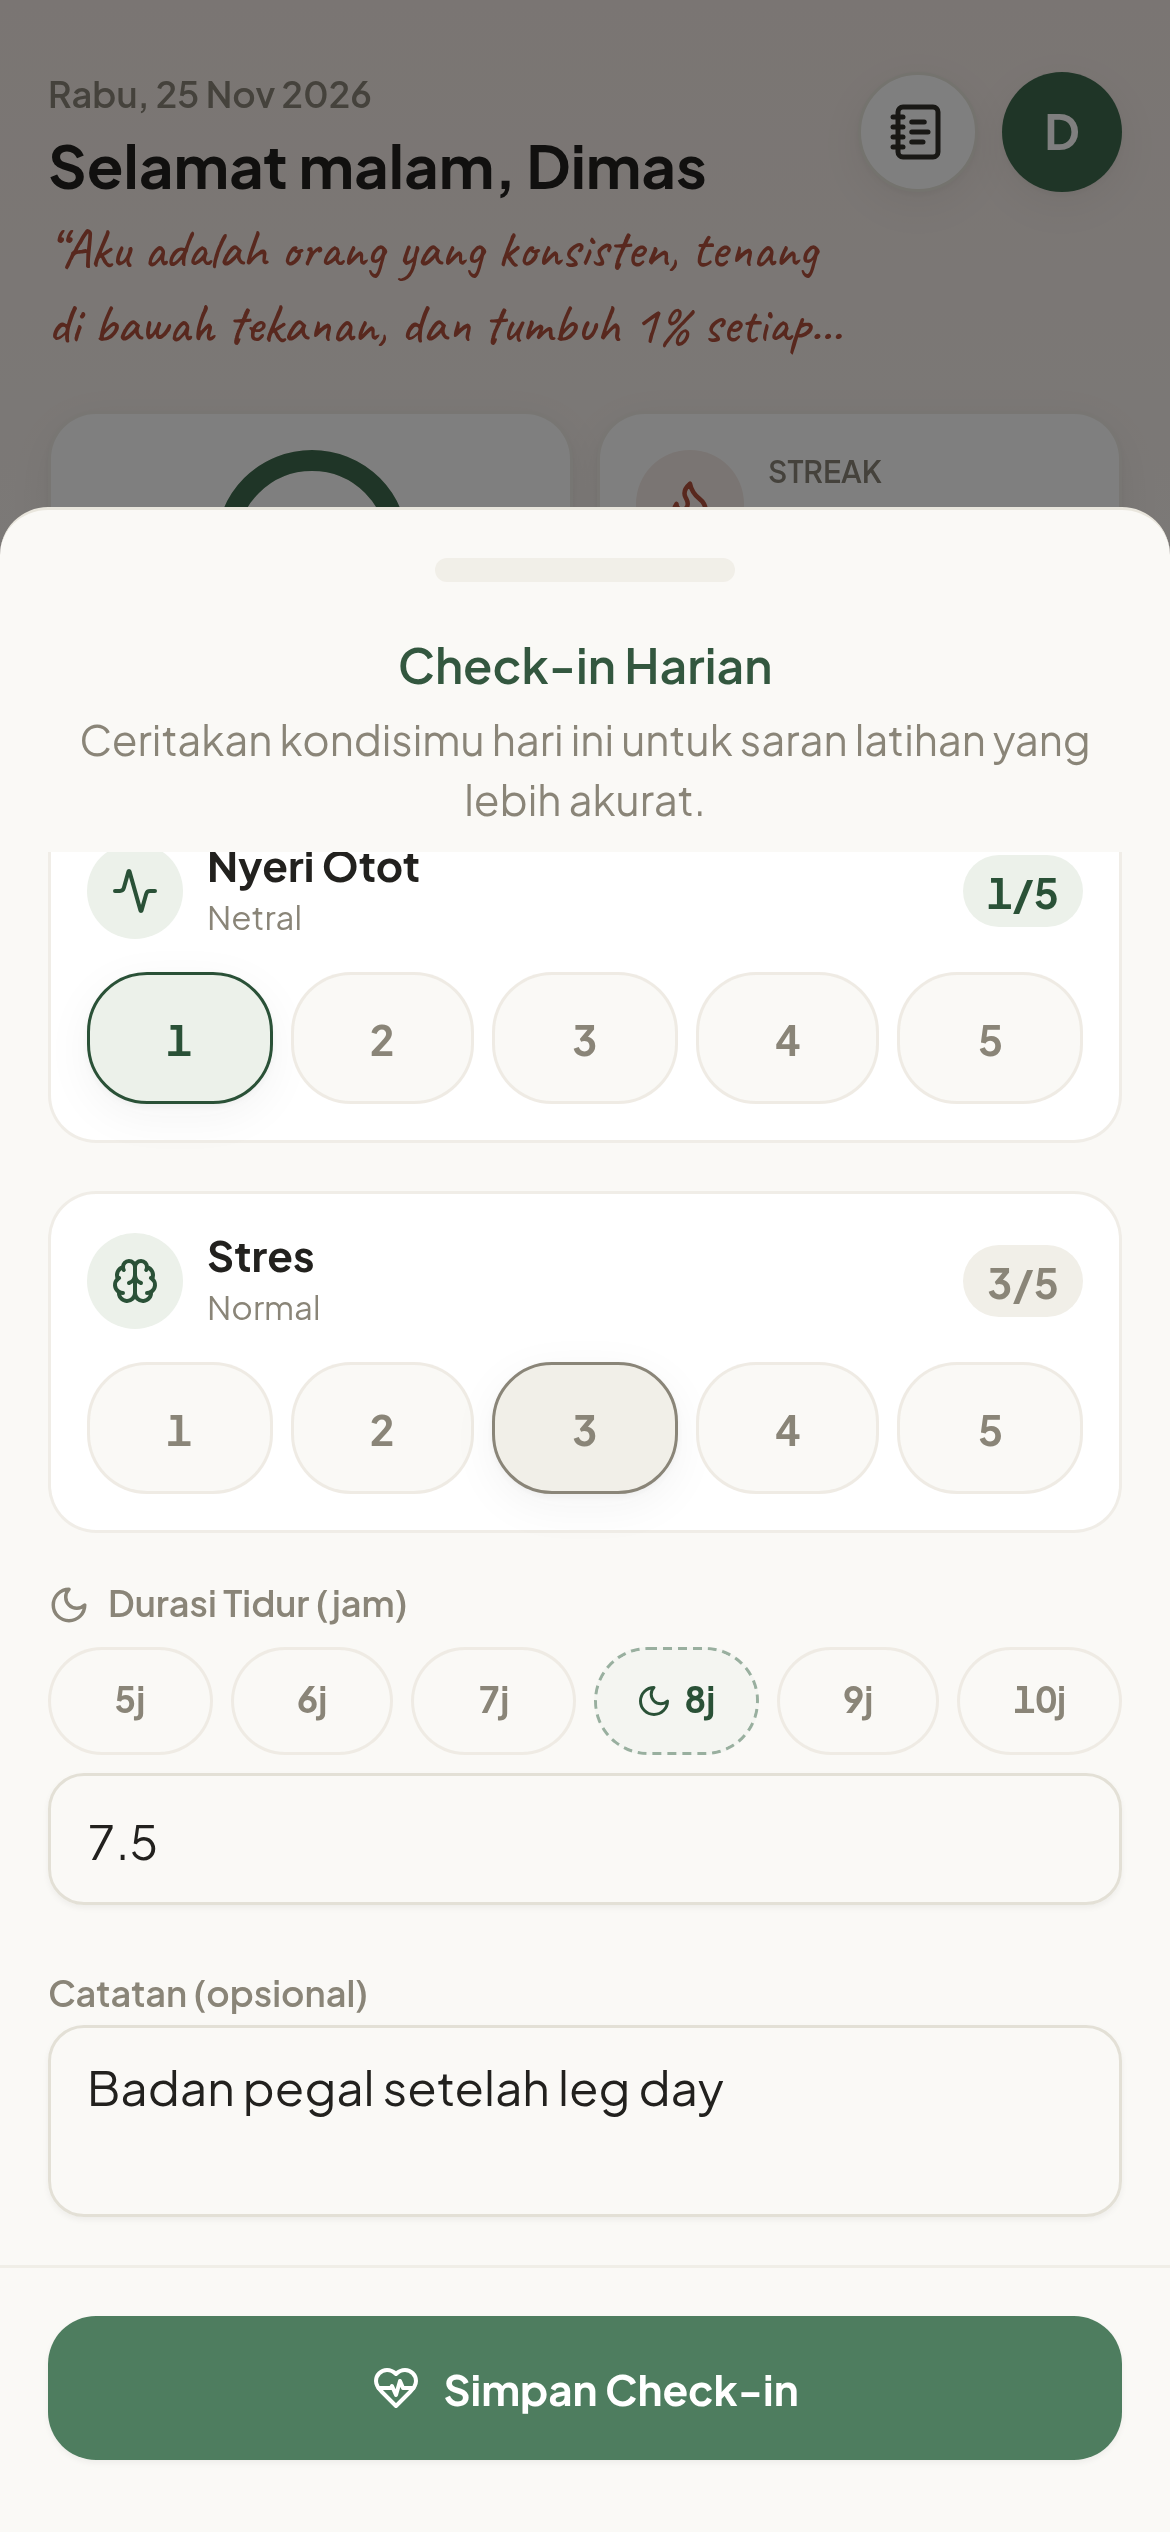 Rabu, 25 Nov 2026
Selamat malam, Dimas
D
“Aku adalah orang yang konsisten, tenang
di bawah tekanan, dan tumbuh 1% setiap...
STREAK
Check-in Harian
Ceritakan kondisimu hari ini untuk saran latihan yang
lebih akurat.
Nyeri Otot
Netral
1/5
1 2 3 4 5
Stres
Normal
3/5
1 2 3 4 5
Durasi Tidur (jam)
5j 6j 7j 8j 9j 10j
7.5
Catatan (opsional)
Badan pegal setelah leg day
Simpan Check-in